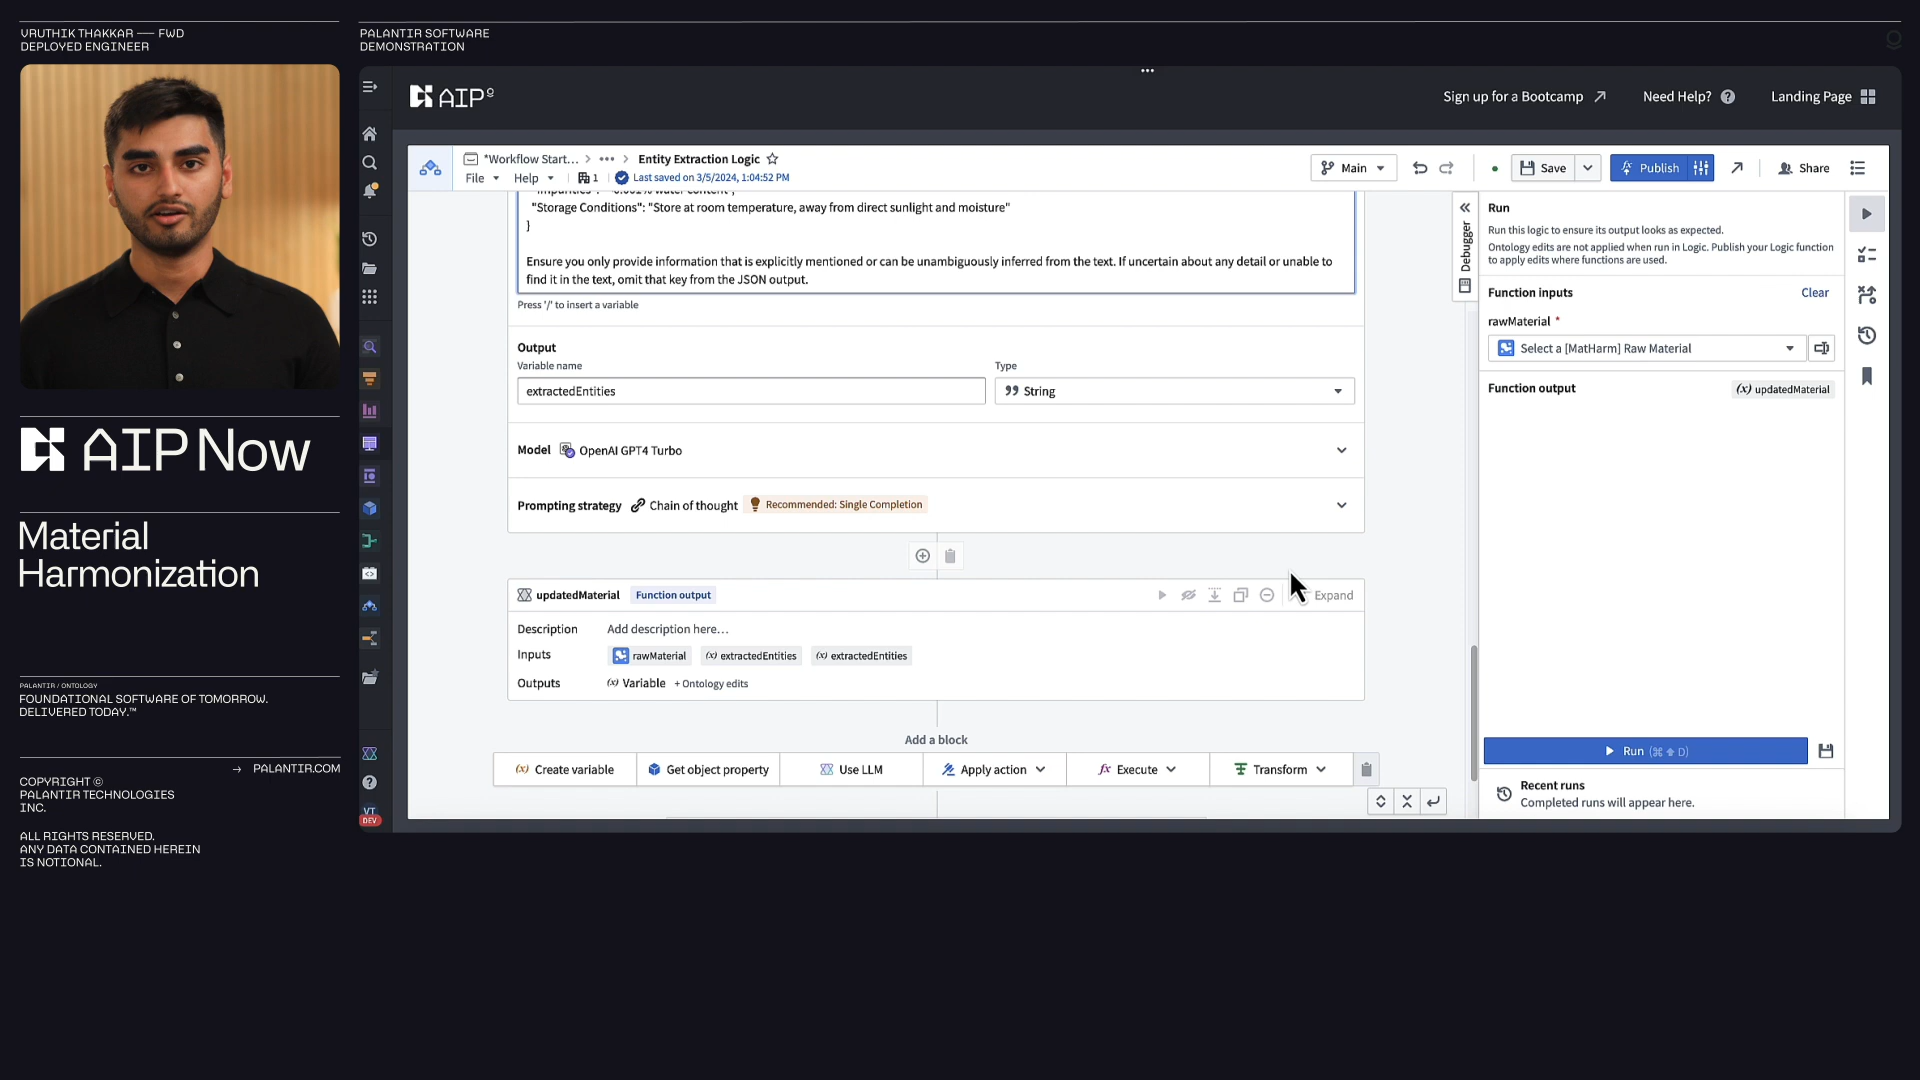 VRUTHIK THAKKAR — FWD
DEPLOYED ENGINEER
PALANTIR SOFTWARE
DEMONSTRATION
AIP
Sign up for a Bootcamp
Need Help?
Landing Page
*Workflow Start... > ••• > Entity Extraction Logic
File
Help
1
Last saved on 3/5/2024, 1:04:52 PM
Main
Save
Publish
Share
"Storage Conditions": "Store at room temperature, away from direct sunlight and moisture"
}
Ensure you only provide information that is explicitly mentioned or can be unambiguously inferred from the text. If uncertain about any detail or unable to
find it in the text, omit that key from the JSON output.
Press '/' to insert a variable
Output
Variable name
Type
extractedEntities
String
Model
OpenAI GPT4 Turbo
Prompting strategy
Chain of thought
Recommended: Single Completion
updatedMaterial
Function output
Expand
Description
Add description here…
Inputs
rawMaterial
(x) extractedEntities
(x) extractedEntities
Outputs
(x) Variable
+ Ontology edits
Add a block
(x) Create variable
Get object property
Use LLM
Apply action
fx Execute
Transform
Debugger
Run
Run this logic to ensure its output looks as expected.
Ontology edits are not applied when run in Logic. Publish your Logic function
to apply edits where functions are used.
Function inputs
Clear
rawMaterial *
Select a [MatHarm] Raw Material
Function output
(x) updatedMaterial
Run (⌘⇧D)
Recent runs
Completed runs will appear here.
VT
DEV
AIP Now
Material
Harmonization
PALANTIR / ONTOLOGY
FOUNDATIONAL SOFTWARE OF TOMORROW.
DELIVERED TODAY.™
→ PALANTIR.COM
COPYRIGHT ©
PALANTIR TECHNOLOGIES
INC.
ALL RIGHTS RESERVED.
ANY DATA CONTAINED HEREIN
IS NOTIONAL.